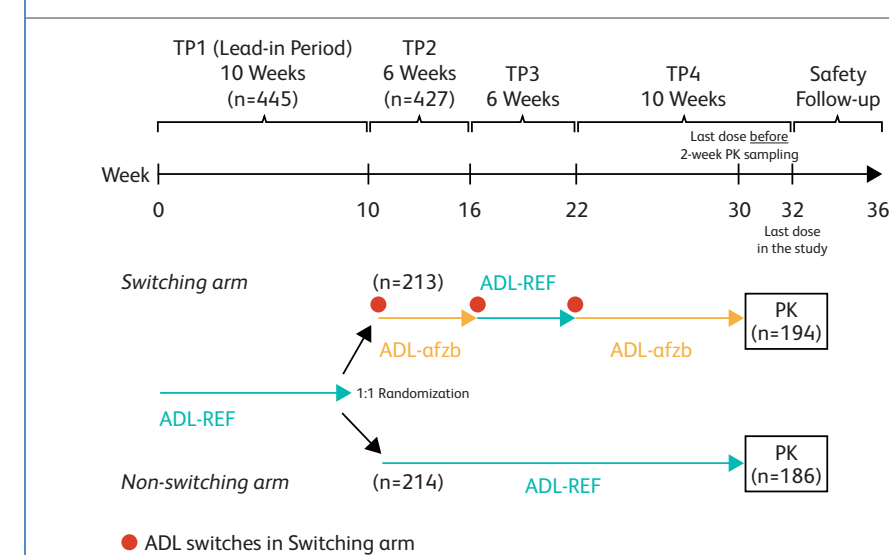 TP1 (Lead-in Period)
10 Weeks
(n=445)
TP2
6 Weeks
(n=427)
TP3
6 Weeks
TP4
10 Weeks
Safety
Follow-up
Last dose before
2-week PK sampling
Week
0
10
16
22
30
32
36
Last dose
in the study
Switching arm
(n=213)
ADL-REF
ADL-afzb
ADL-afzb
PK
(n=194)
1:1 Randomization
ADL-REF
Non-switching arm
(n=214)
ADL-REF
PK
(n=186)
ADL switches in Switching arm